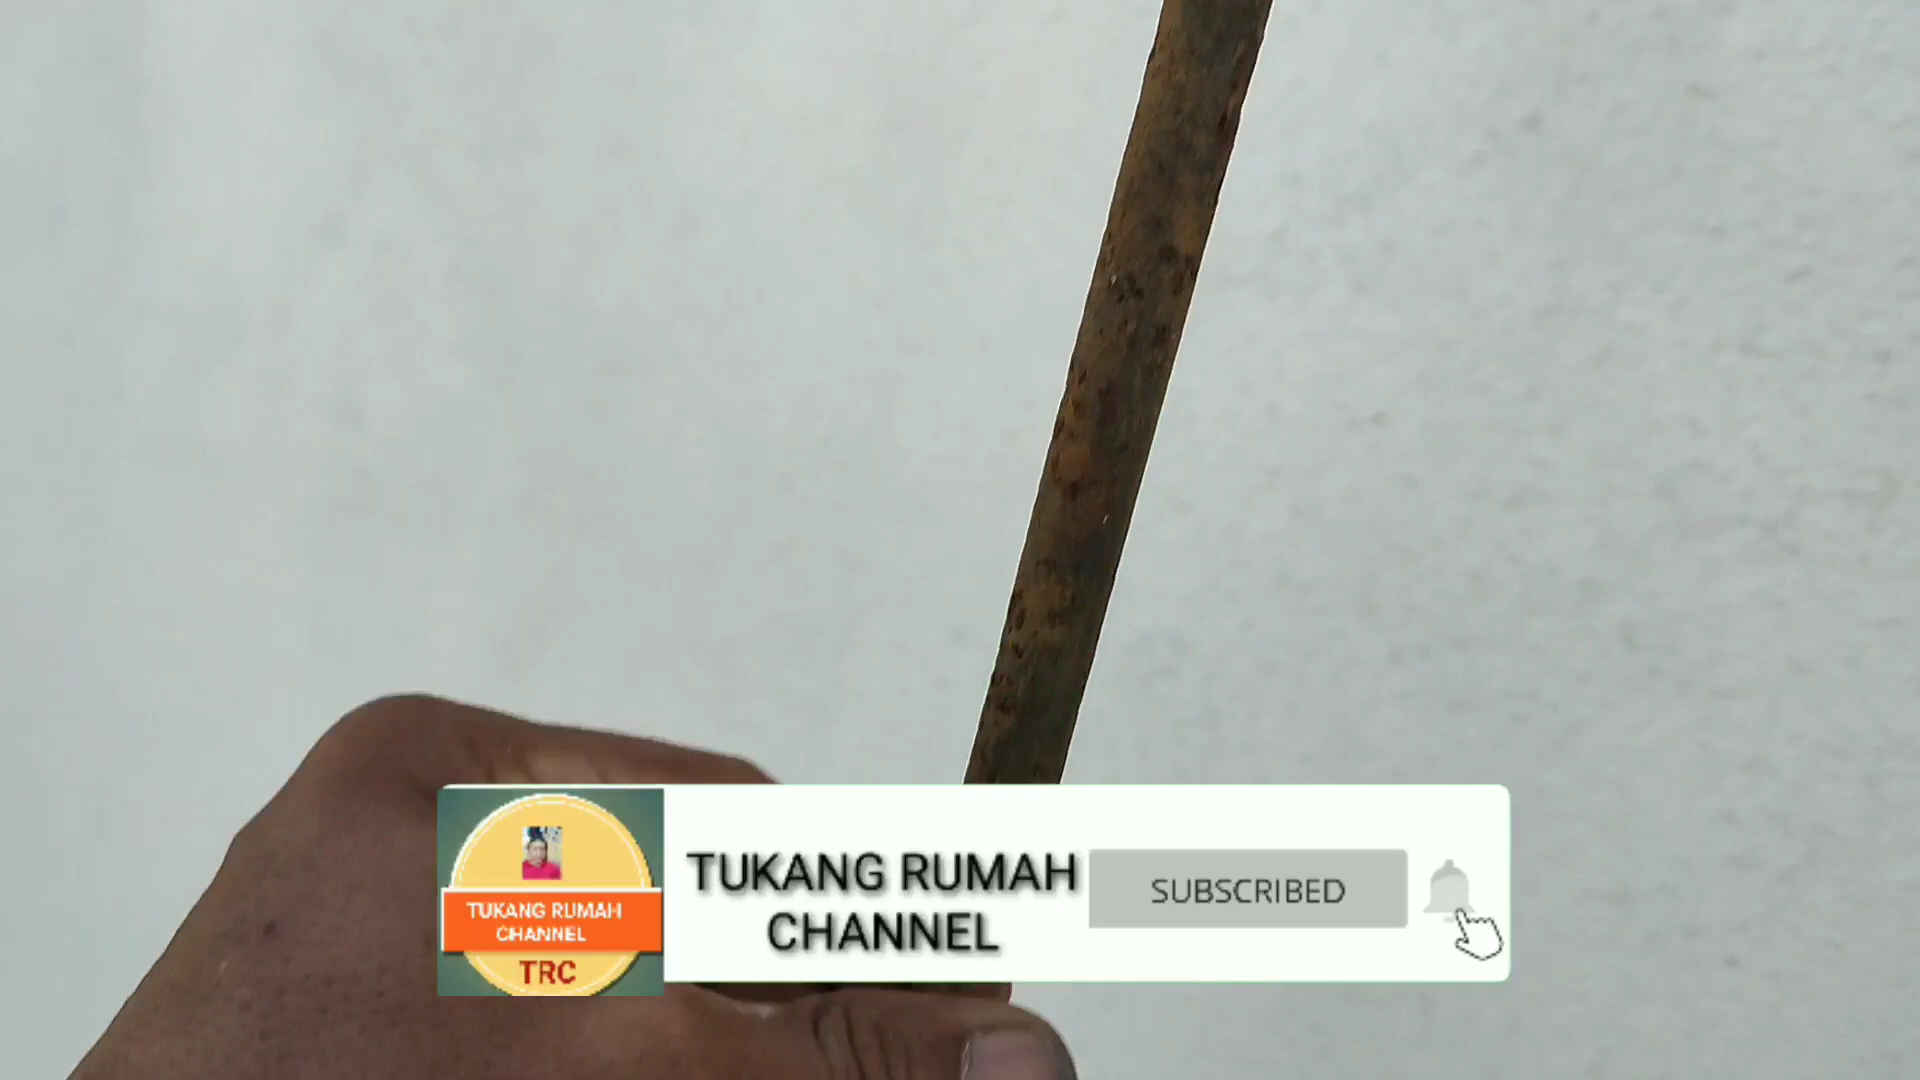 TUKANG RUMAH
CHANNEL
TRC
TUKANG RUMAH
CHANNEL
SUBSCRIBED